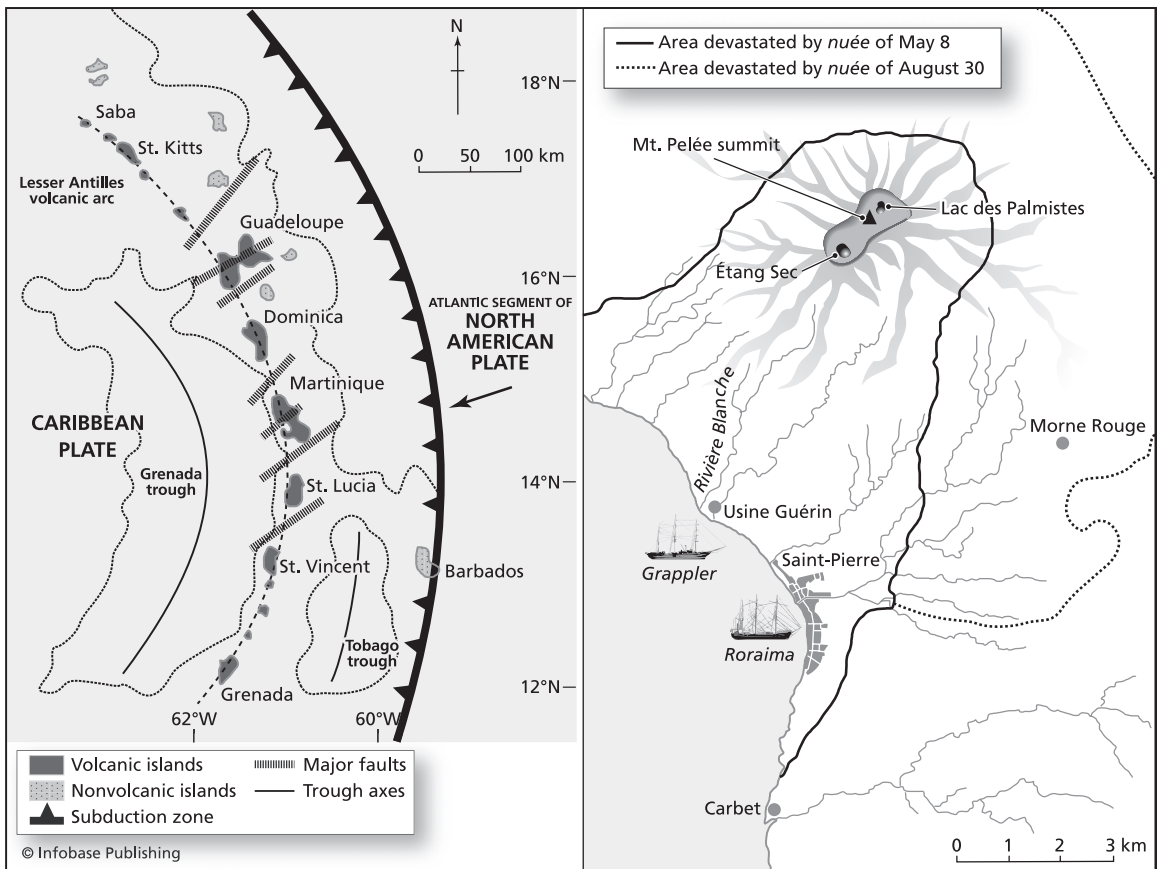 N
18°N
Saba
St. Kitts
0 50 100 km
Lesser Antilles
volcanic arc
Guadeloupe
16°N
ATLANTIC SEGMENT OF
NORTH
AMERICAN
PLATE
Dominica
Martinique
CARIBBEAN
PLATE
Grenada
trough
14°N
St. Lucia
St. Vincent
Barbados
Tobago
trough
Grenada
12°N
62°W 60°W
Volcanic islands
Major faults
Nonvolcanic islands
Trough axes
Subduction zone
© Infobase Publishing
Area devastated by nuée of May 8
Area devastated by nuée of August 30
Mt. Pelée summit
Lac des Palmistes
Étang Sec
Rivière Blanche
Morne Rouge
Usine Guérin
Grappler
Saint-Pierre
Roraima
Carbet
0 1 2 3 km